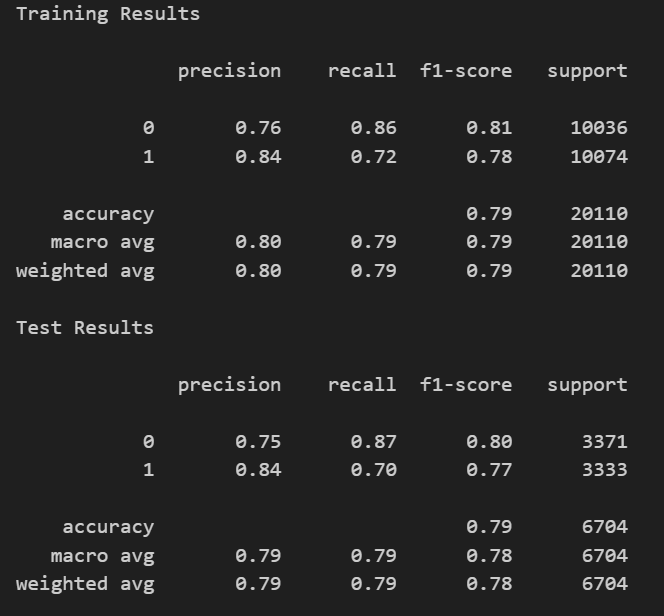 Training Results
precision recall f1-score support
0 0.76 0.86 0.81 10036
1 0.84 0.72 0.78 10074
accuracy 0.79 20110
macro avg 0.80 0.79 0.79 20110
weighted avg 0.80 0.79 0.79 20110
Test Results
precision recall f1-score support
0 0.75 0.87 0.80 3371
1 0.84 0.70 0.77 3333
accuracy 0.79 6704
macro avg 0.79 0.79 0.78 6704
weighted avg 0.79 0.79 0.78 6704